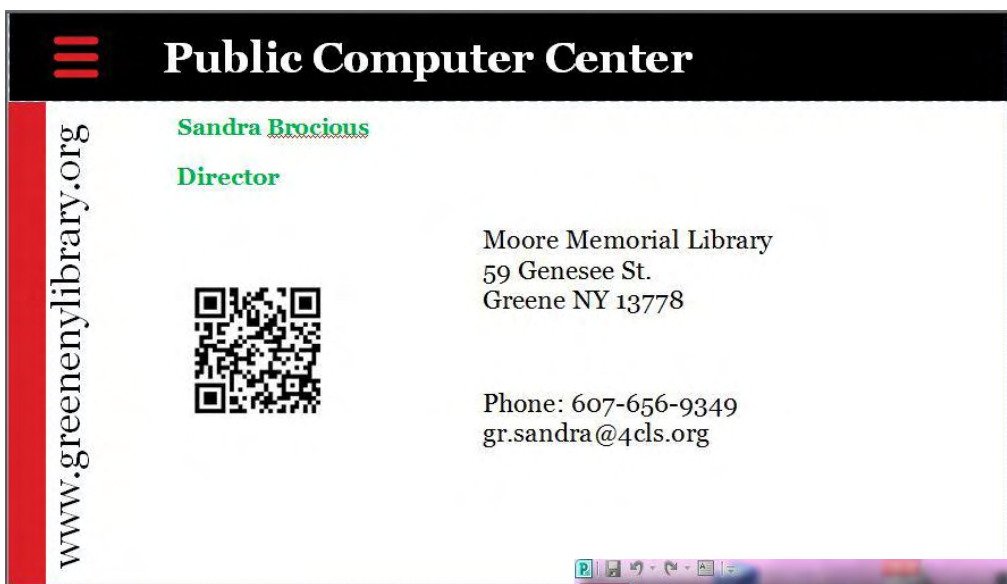 Public Computer Center
www.greenenylibrary.org
Sandra Brocious
Director
Moore Memorial Library
59 Genesee St.
Greene NY 13778
Phone: 607-656-9349
gr.sandra@4cls.org